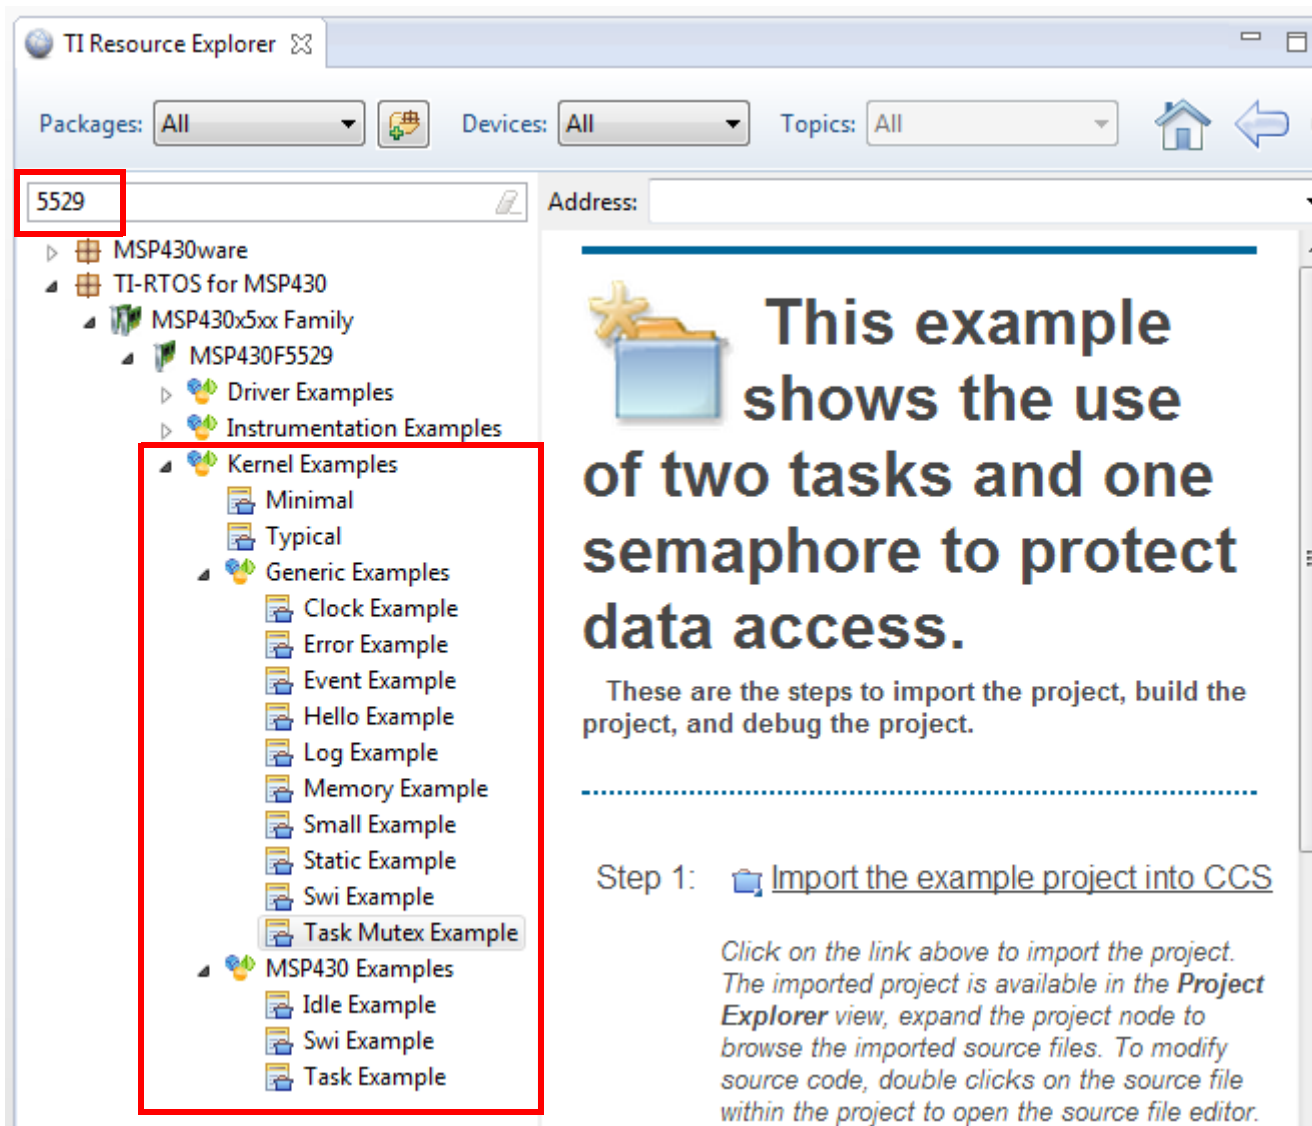 TI Resource Explorer
Packages: All Devices: All Topics: All
5529
Address:
MSP430ware
TI-RTOS for MSP430
MSP430x5xx Family
MSP430F5529
Driver Examples
Instrumentation Examples
Kernel Examples
Minimal
Typical
Generic Examples
Clock Example
Error Example
Event Example
Hello Example
Log Example
Memory Example
Small Example
Static Example
Swi Example
Task Mutex Example
MSP430 Examples
Idle Example
Swi Example
Task Example
This example
shows the use
of two tasks and one
semaphore to protect
data access.
These are the steps to import the project, build the
project, and debug the project.
Step 1: Import the example project into CCS
Click on the link above to import the project.
The imported project is available in the Project
Explorer view, expand the project node to
browse the imported source files. To modify
source code, double clicks on the source file
within the project to open the source file editor.